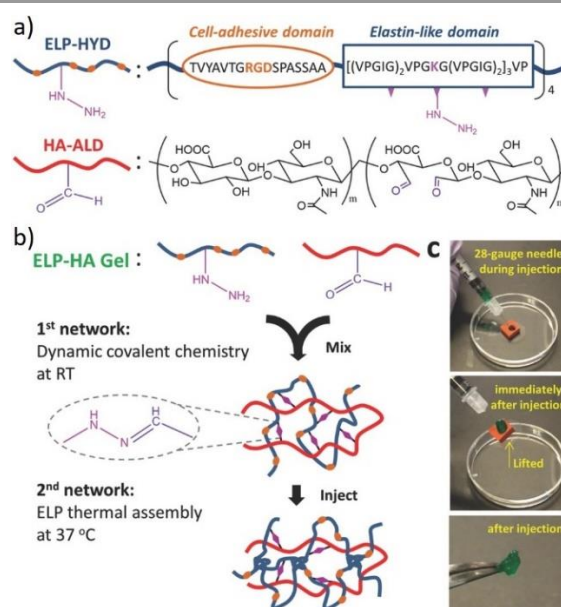 a)
Cell-adhesive domain
Elastin-like domain
ELP-HYD :
TVYAVTGRGDSPASSAA
[(VPGIG)2VPGKG(VPGIG)2]3VP
4
HN
NH2
HN
NH2
HA-ALD :
HOOC
OH
HOOC
OH
O
O
HO
O
O
O
O
HO
O
O
HO
OH
NH
m
O
O
NH
m
O
H
O
O
b)
ELP-HA Gel :
HN
NH2
O
H
1st network:
Dynamic covalent chemistry
at RT
Mix
H
N
N
H
C
2nd network:
ELP thermal assembly
at 37 °C
Inject
c
28-gauge needle
during injection
immediately
after injection
Lifted
after injection